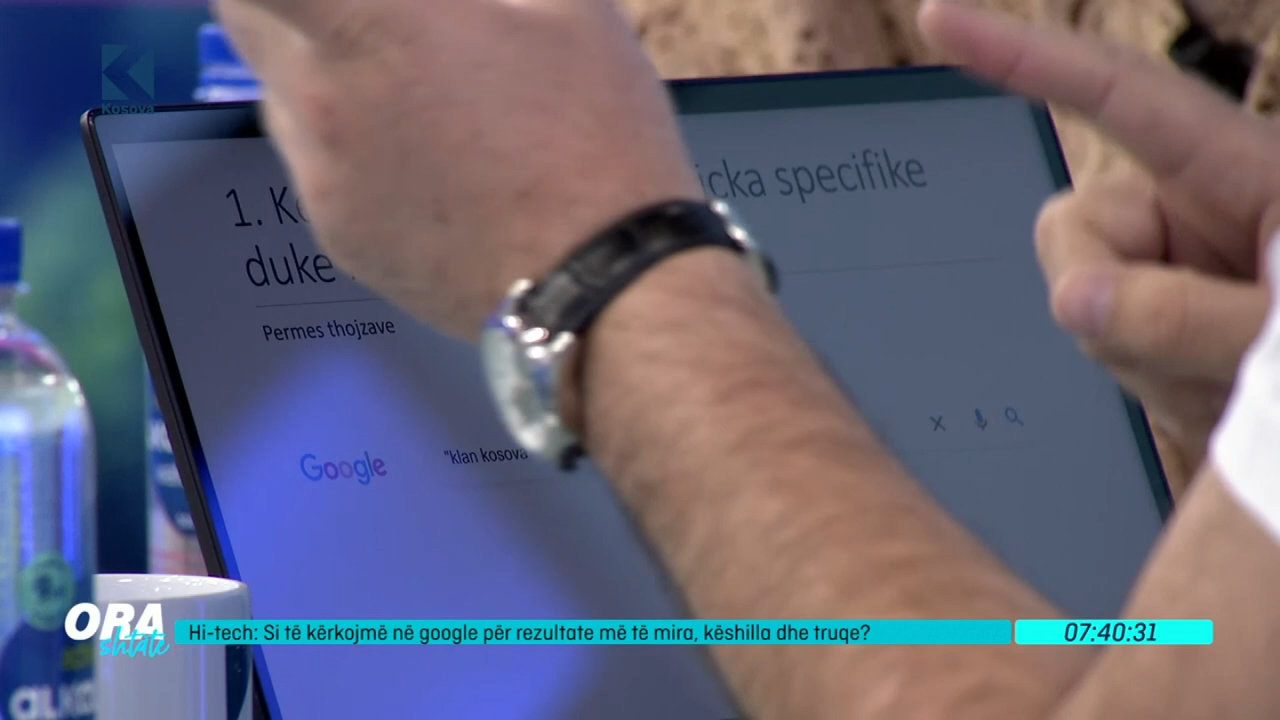 Kosova
icka specifike
1. K
duke
Permes thojzave
Google
"klan kosova
ORA
shtatë
Hi-tech: Si të kërkojmë në google për rezultate më të mira, këshilla dhe truqe?
07:40:31